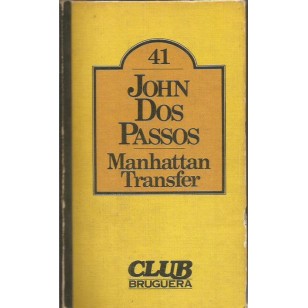 41
JOHN
DOS
PASSOS
Manhattan
Transfer
CLUB
BRUGUERA